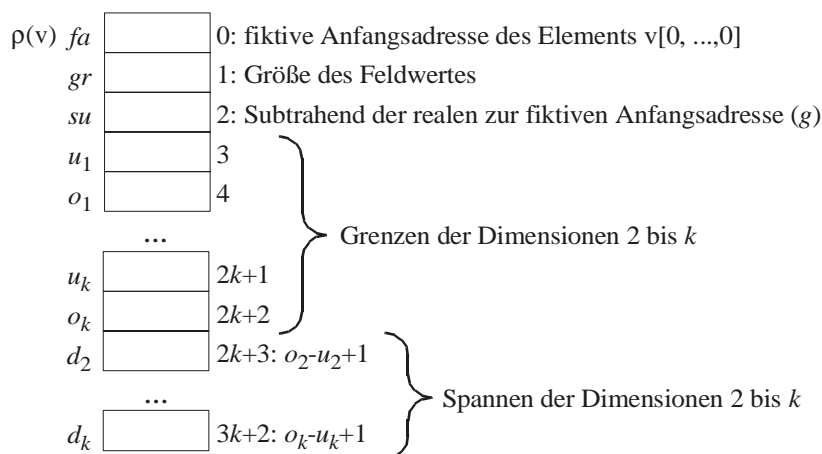 ρ(v) fa 0: fiktive Anfangsadresse des Elements v[0, ...,0]
gr 1: Größe des Feldwertes
su 2: Subtrahend der realen zur fiktiven Anfangsadresse (g)
u₁ 3
o₁ 4
...
Grenzen der Dimensionen 2 bis k
uₖ 2k+1
oₖ 2k+2
d₂ 2k+3: o₂-u₂+1
...
Spannen der Dimensionen 2 bis k
dₖ 3k+2: oₖ-uₖ+1